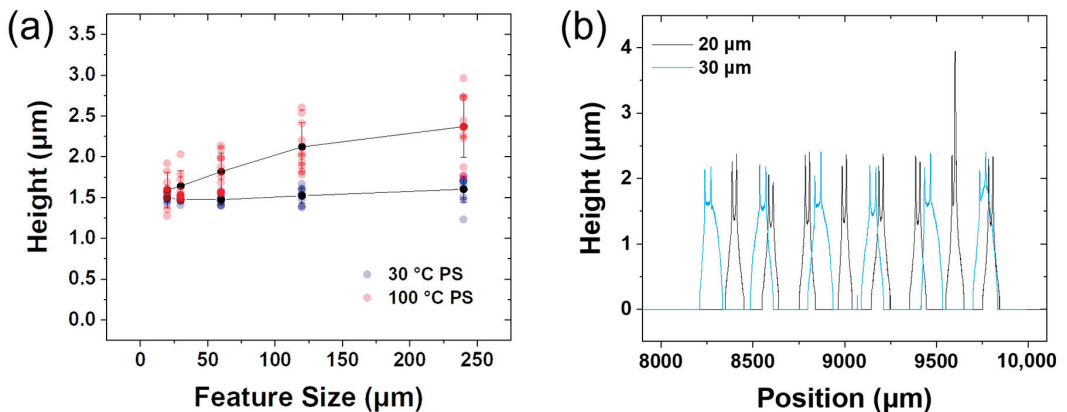 (a)
3.5
3.0
2.5
2.0
1.5
1.0
0.5
0.0
Height (µm)
30 °C PS
100 °C PS
0 50 100 150 200 250
Feature Size (µm)
(b)
20 µm
30 µm
4
3
2
1
0
Height (µm)
8000 8500 9000 9500 10,000
Position (µm)